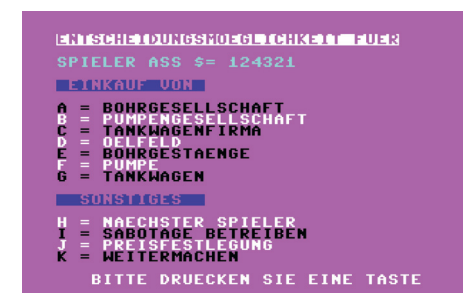 ENTSCHEIDUNGSMOEGLICHKEIT FUER
SPIELER ASS $= 124321
EINKAUF VON
A = BOHRGESELLSCHAFT
B = PUMPENGESELLSCHAFT
C = TANKWAGENFIRMA
D = OELFELD
E = BOHRGESTAENGE
F = PUMPE
G = TANKWAGEN
SONSTIGES
H = NAECHSTER SPIELER
I = SABOTAGE BETREIBEN
J = PREISFESTLEGUNG
K = WEITERMACHEN
BITTE DRUECKEN SIE EINE TASTE